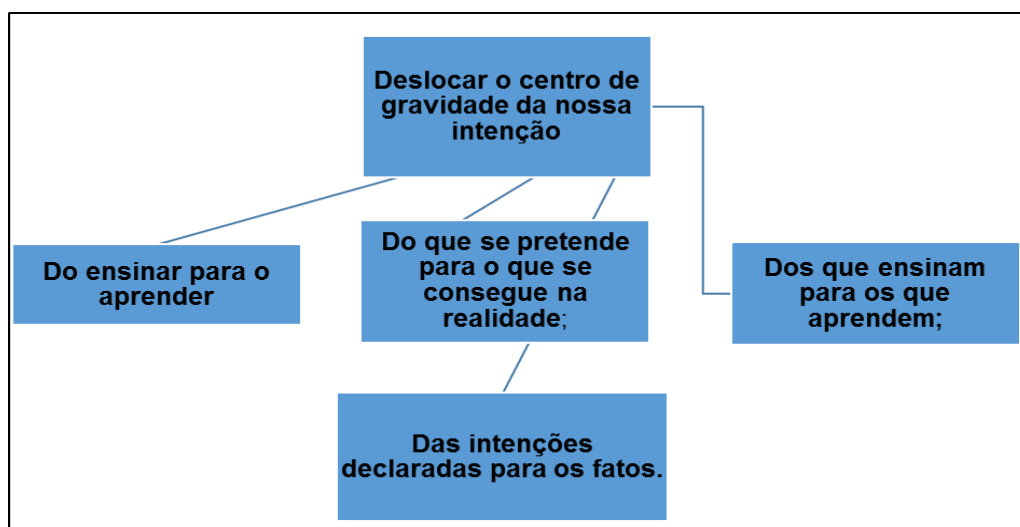 Deslocar o centro de
gravidade da nossa
intenção
Do ensinar para o
aprender
Do que se pretende
para o que se
consegue na
realidade;
Dos que ensinam
para os que
aprendem;
Das intenções
declaradas para os fatos.